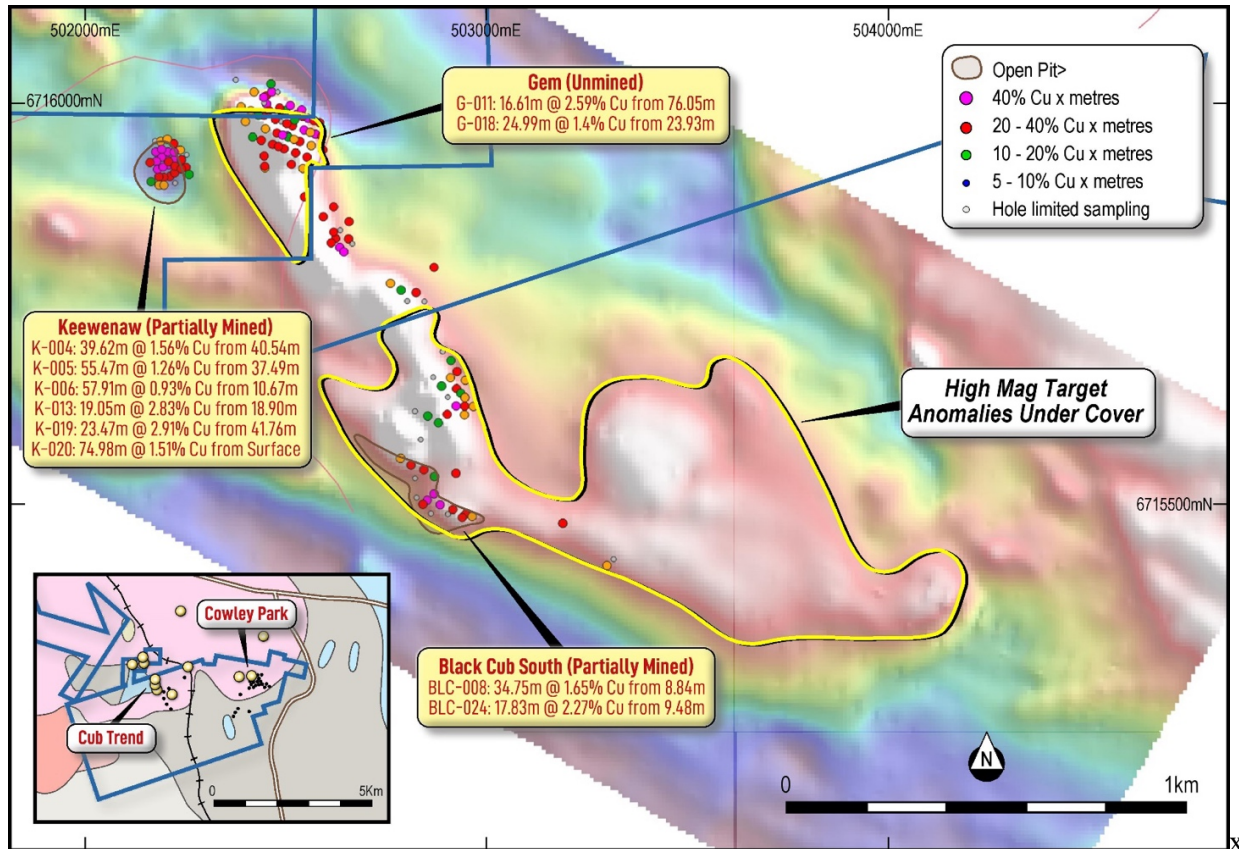 502000mE
503000mE
504000mE
6716000mN
6715500mN
Gem (Unmined)
G-011: 16.61m @ 2.59% Cu from 76.05m
G-018: 24.99m @ 1.4% Cu from 23.93m
Open Pit>
40% Cu x metres
20 - 40% Cu x metres
10 - 20% Cu x metres
5 - 10% Cu x metres
Hole limited sampling
Keewenaw (Partially Mined)
K-004: 39.62m @ 1.56% Cu from 40.54m
K-005: 55.47m @ 1.26% Cu from 37.49m
K-006: 57.91m @ 0.93% Cu from 10.67m
K-013: 19.05m @ 2.83% Cu from 18.90m
K-019: 23.47m @ 2.91% Cu from 41.76m
K-020: 74.98m @ 1.51% Cu from Surface
High Mag Target
Anomalies Under Cover
Black Cub South (Partially Mined)
BLC-008: 34.75m @ 1.65% Cu from 8.84m
BLC-024: 17.83m @ 2.27% Cu from 9.48m
Cowley Park
Cub Trend
0
5Km
N
0
1km
x